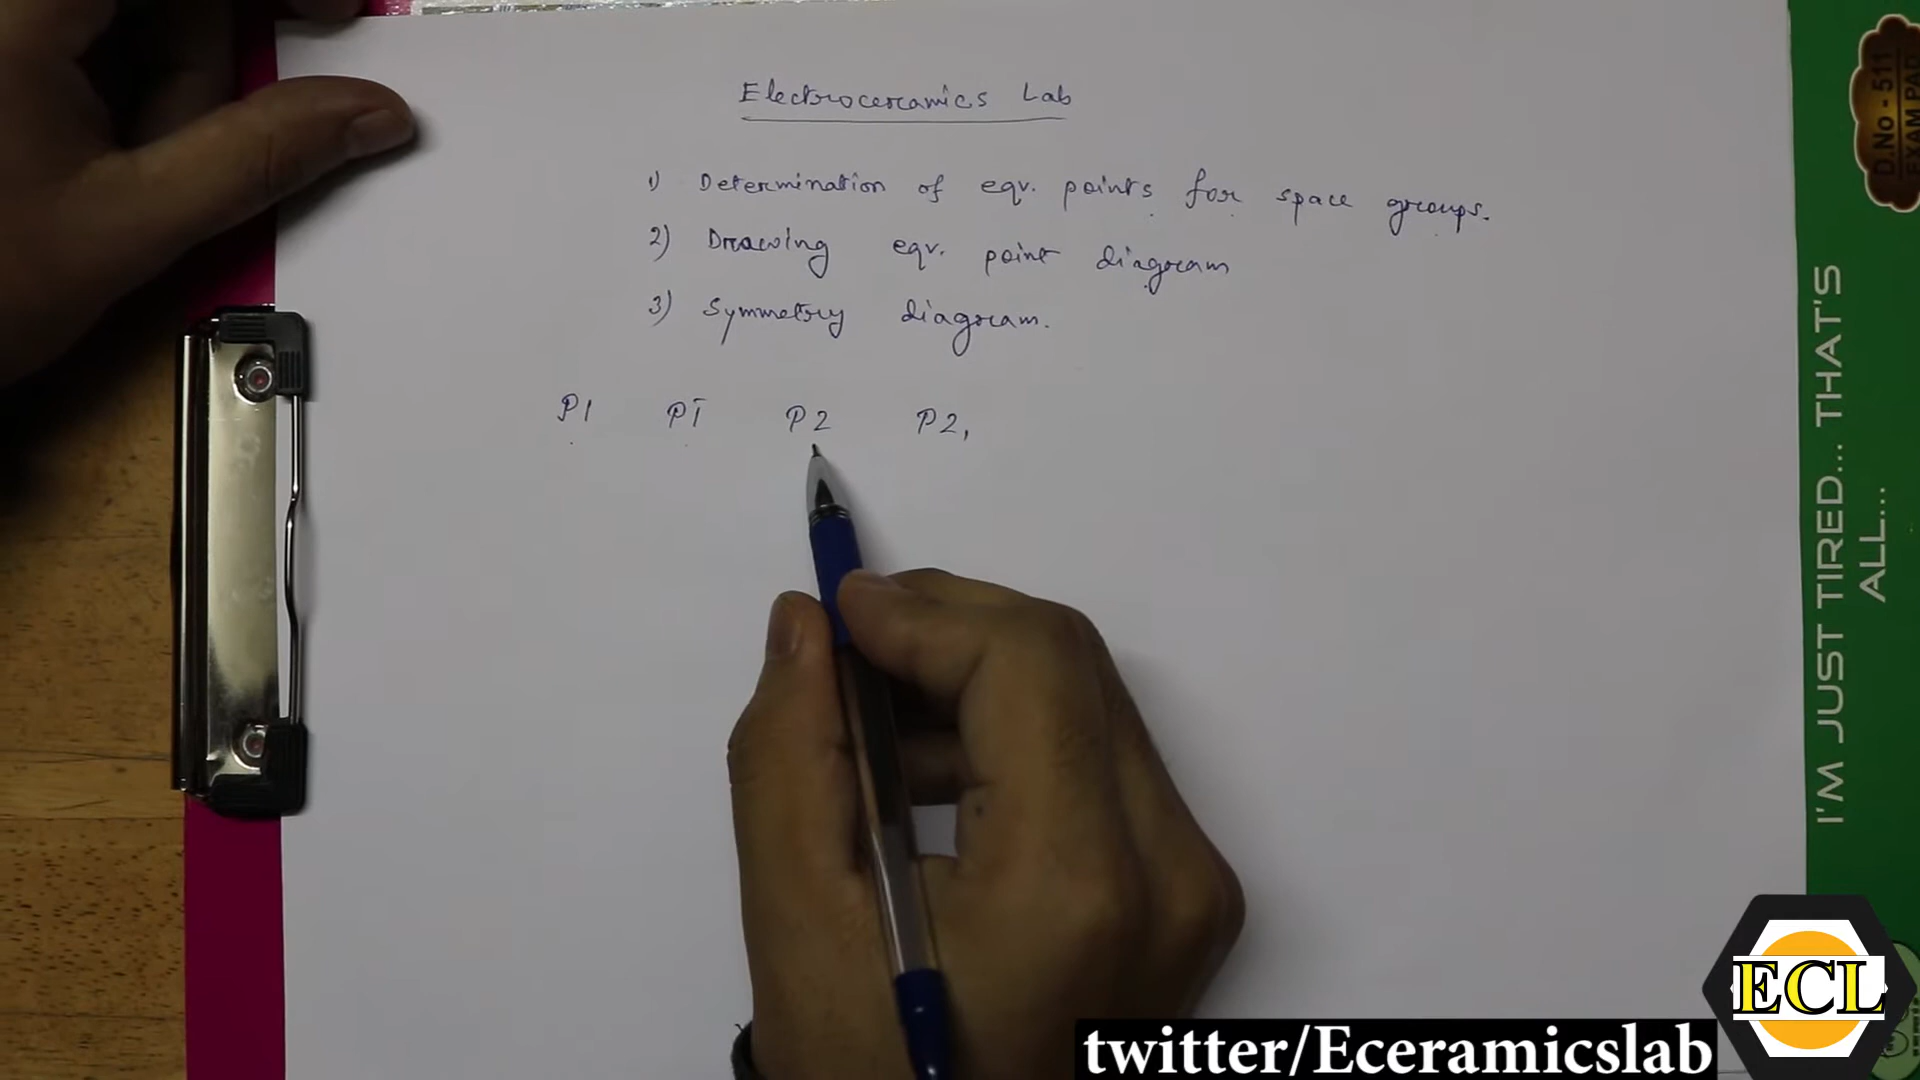 Electroceramics Lab
1) Determination of eqv. points for space groups.
2) Drawing eqv. point diagram
3) Symmetry diagram.
P1 P1̅ P2 P2₁
D.No - 511
EXAM PAD
I'M JUST TIRED... THAT'S
ALL...
ECL
twitter/Eceramicslab